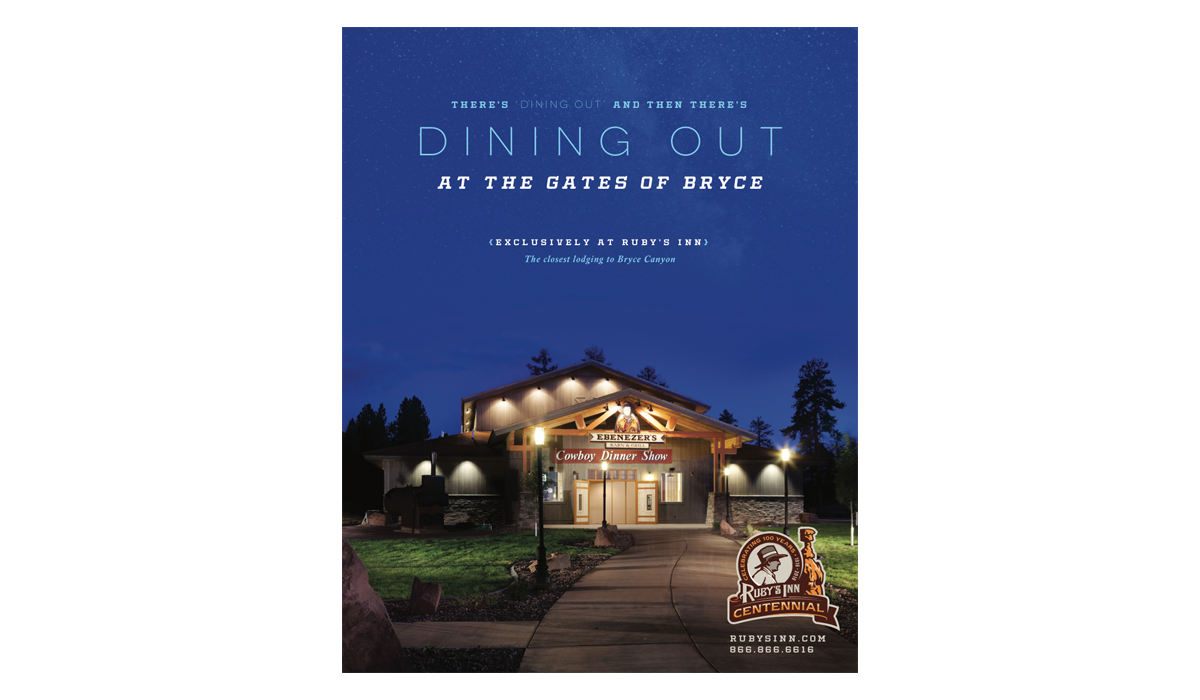 THERE'S 'DINING OUT' AND THEN THERE'S
DINING OUT
AT THE GATES OF BRYCE
{EXCLUSIVELY AT RUBY'S INN}
The closest lodging to Bryce Canyon
EBENEZER'S
BARN & GRILL
Cowboy Dinner Show
CELEBRATING 100 YEARS
RUBY'S INN
CENTENNIAL
RUBYSINN.COM
866.866.6616